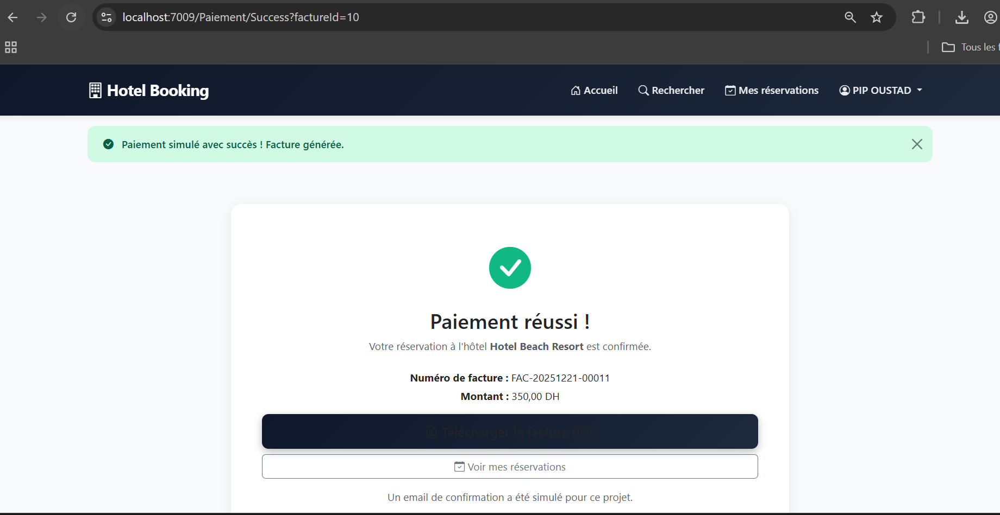 localhost:7009/Paiement/Success?factureId=10
Tous les f
Hotel Booking
Accueil
Rechercher
Mes réservations
PIP OUSTAD
Paiement simulé avec succès ! Facture générée.
Paiement réussi !
Votre réservation à l'hôtel Hotel Beach Resort est confirmée.
Numéro de facture : FAC-20251221-00011
Montant : 350,00 DH
Télécharger la facture PDF
Voir mes réservations
Un email de confirmation a été simulé pour ce projet.